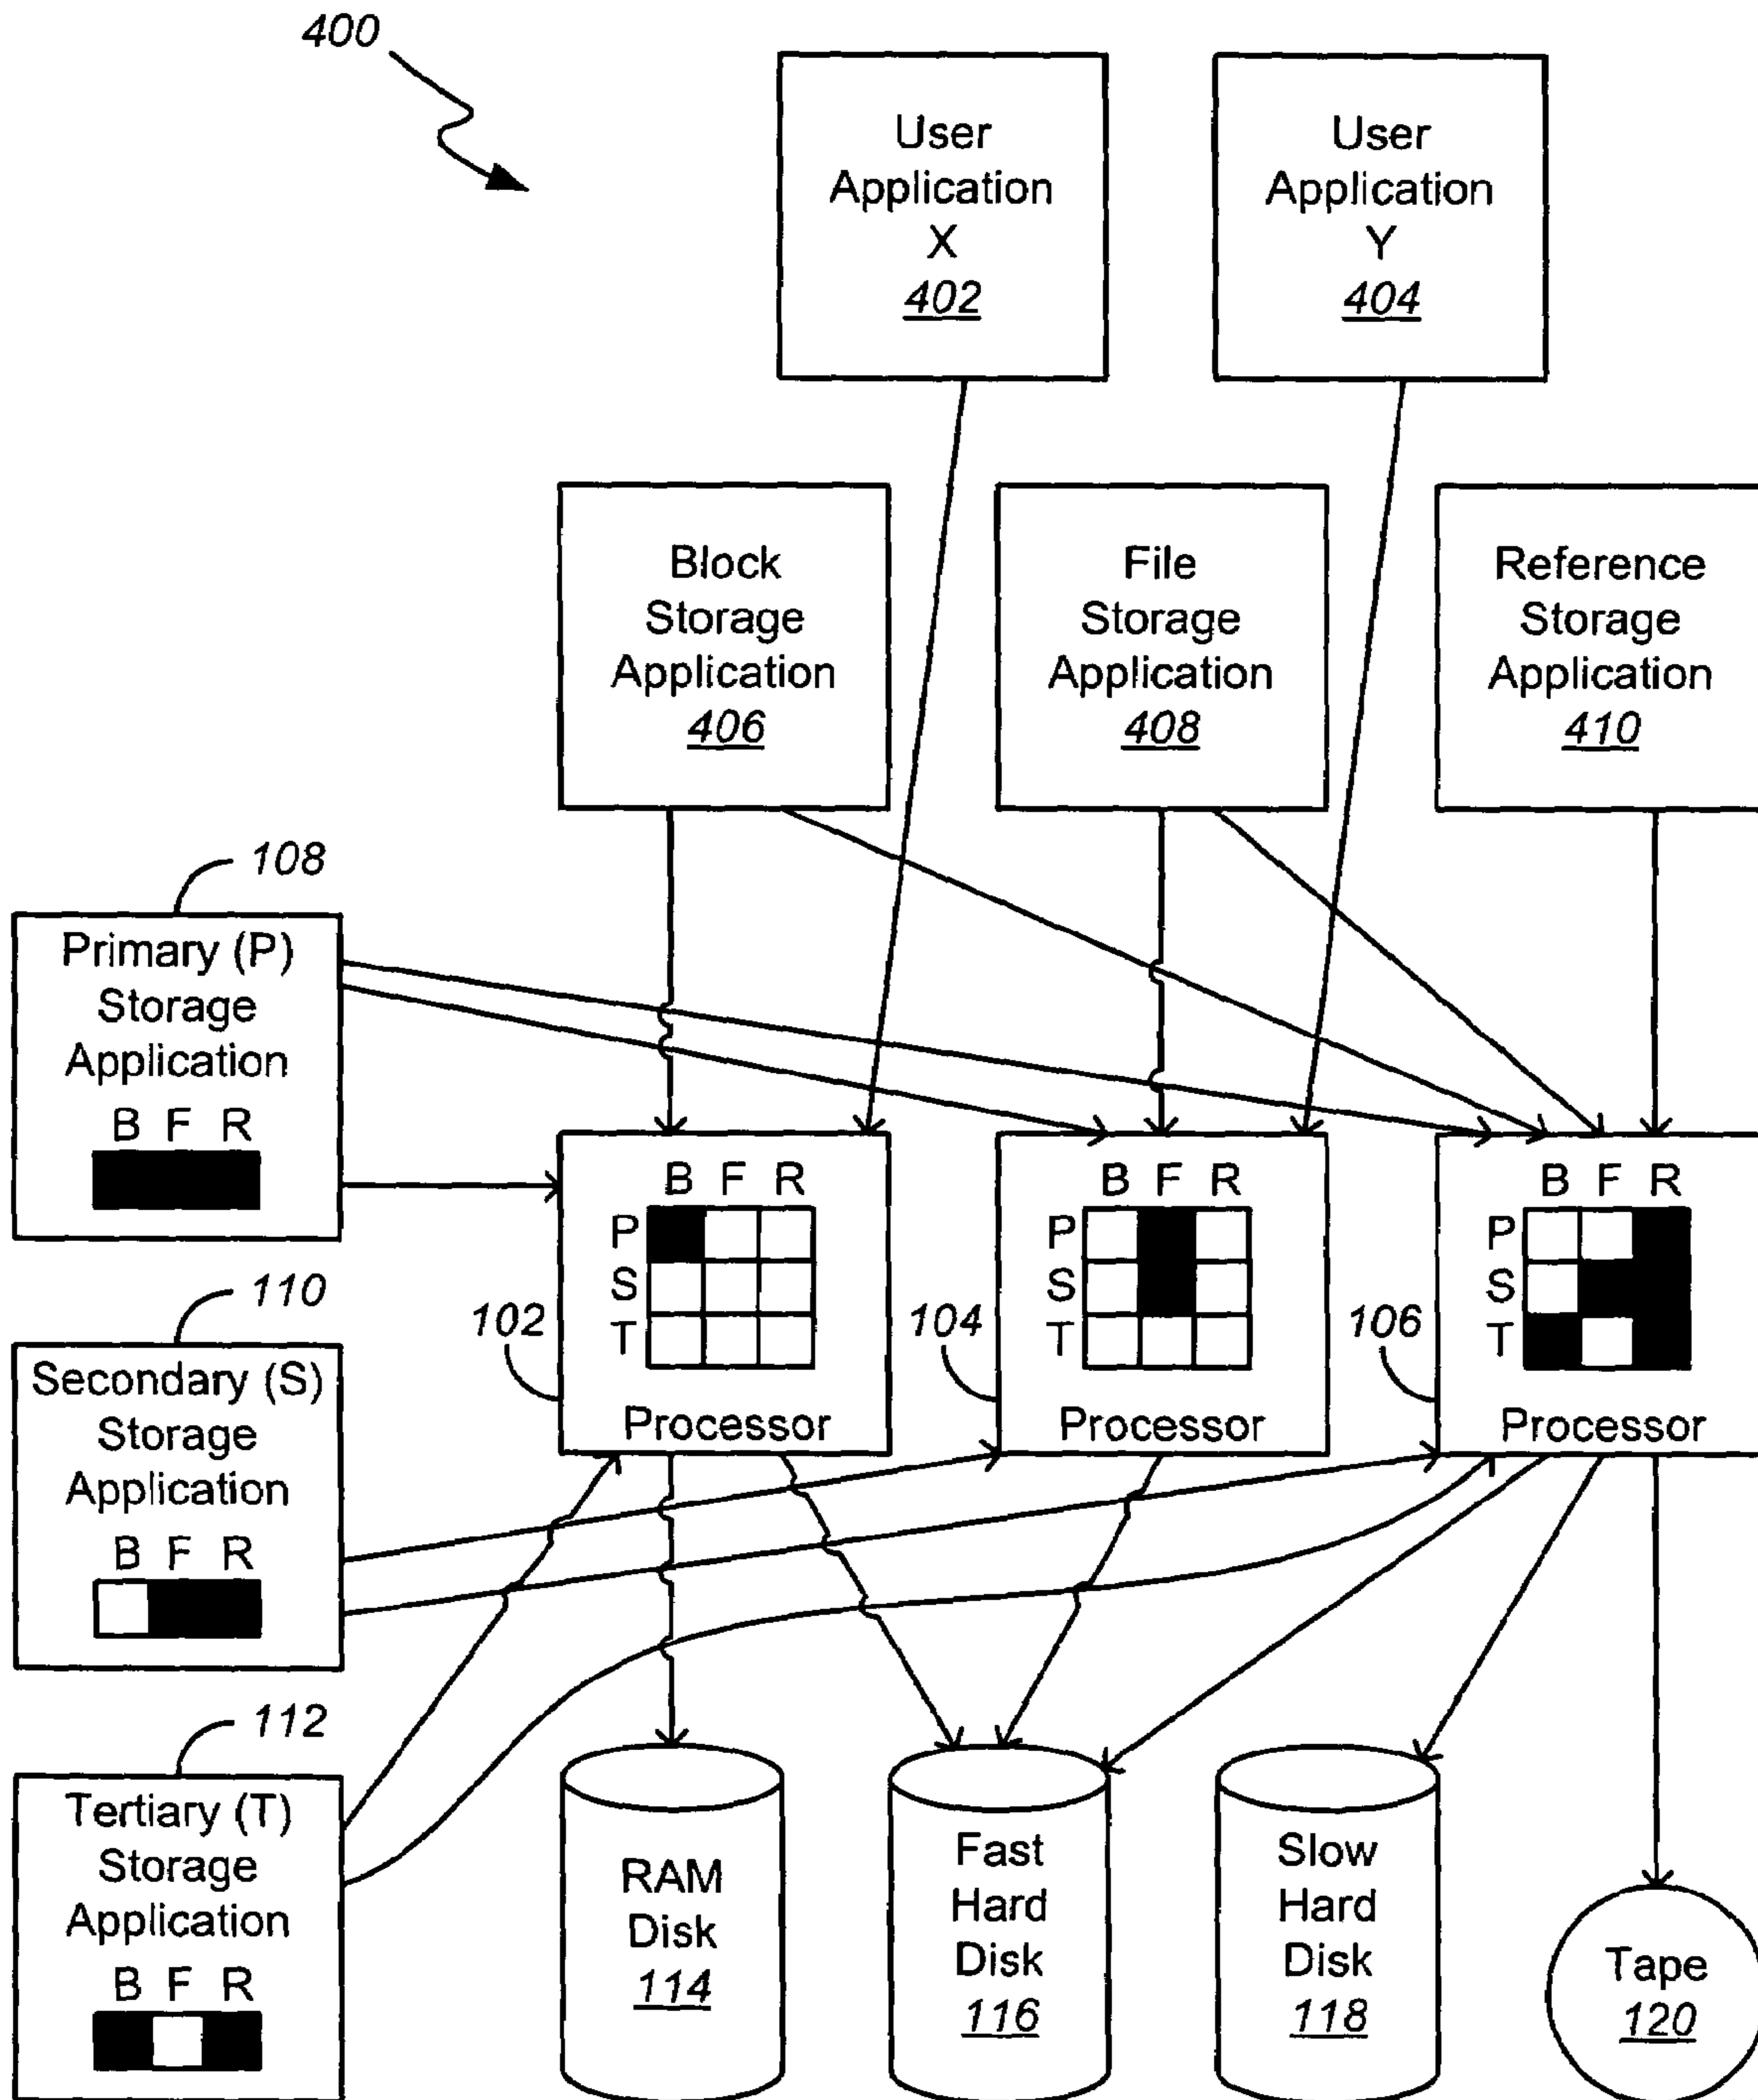 400
User
Application
X
402
User
Application
Y
404
Block
Storage
Application
406
File
Storage
Application
408
Reference
Storage
Application
410
108
Primary (P)
Storage
Application
B F R
110
Secondary (S)
Storage
Application
B F R
112
Tertiary (T)
Storage
Application
B F R
102
B F R
P
S
T
Processor
104
B F R
P
S
T
Processor
106
B F R
P
S
T
Processor
RAM
Disk
114
Fast
Hard
Disk
116
Slow
Hard
Disk
118
Tape
120